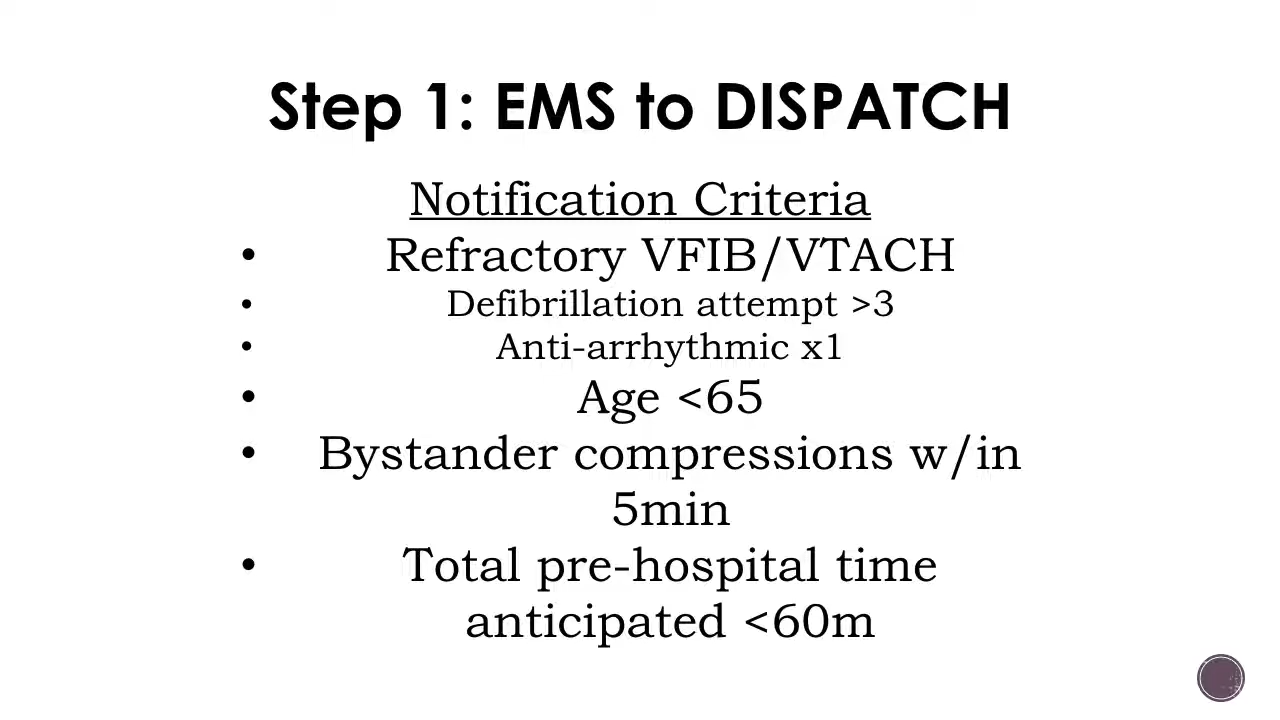 Step 1: EMS to DISPATCH
Notification Criteria
• Refractory VFIB/VTACH
• Defibrillation attempt >3
• Anti-arrhythmic x1
• Age <65
• Bystander compressions w/in
5min
• Total pre-hospital time
anticipated <60m